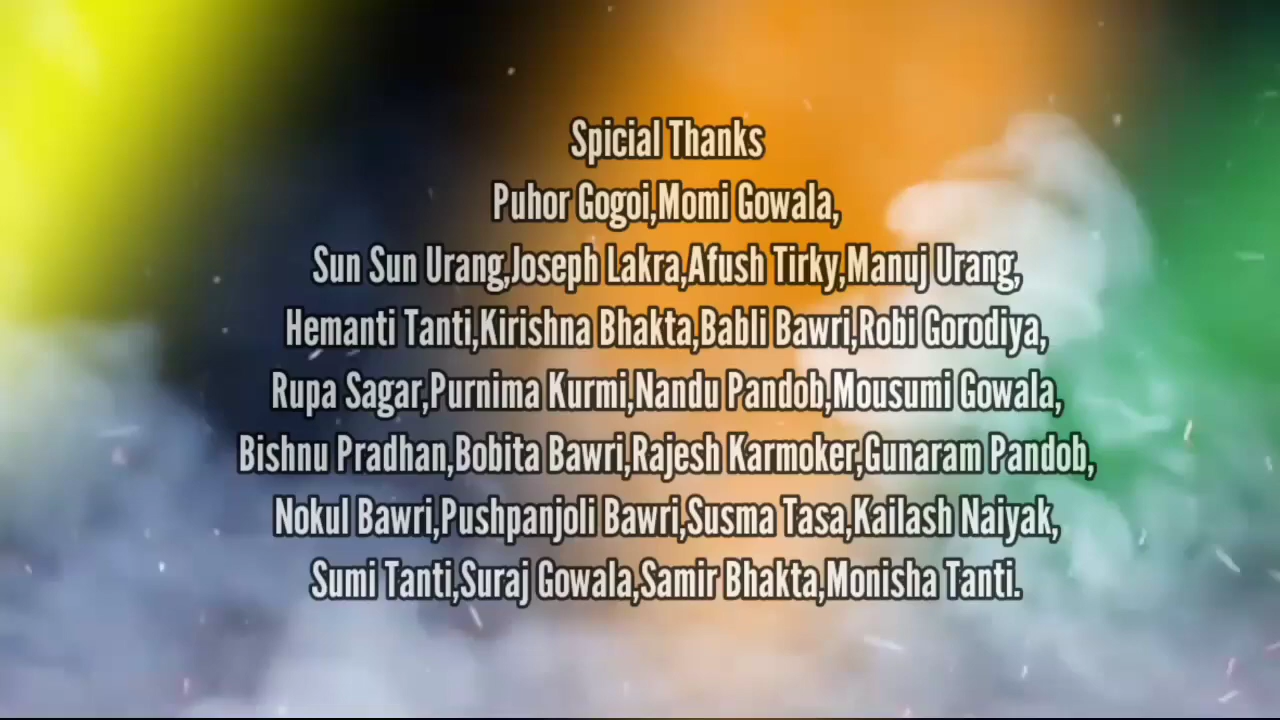 Spicial Thanks
Puhor Gogoi,Momi Gowala,
Sun Sun Urang,Joseph Lakra,Afush Tirky,Manuj Urang,
Hemanti Tanti,Kirishna Bhakta,Babli Bawri,Robi Gorodiya,
Rupa Sagar,Purnima Kurmi,Nandu Pandob,Mousumi Gowala,
Bishnu Pradhan,Bobita Bawri,Rajesh Karmoker,Gunaram Pandob,
Nokul Bawri,Pushpanjoli Bawri,Susma Tasa,Kailash Naiyak,
Sumi Tanti,Suraj Gowala,Samir Bhakta,Monisha Tanti.